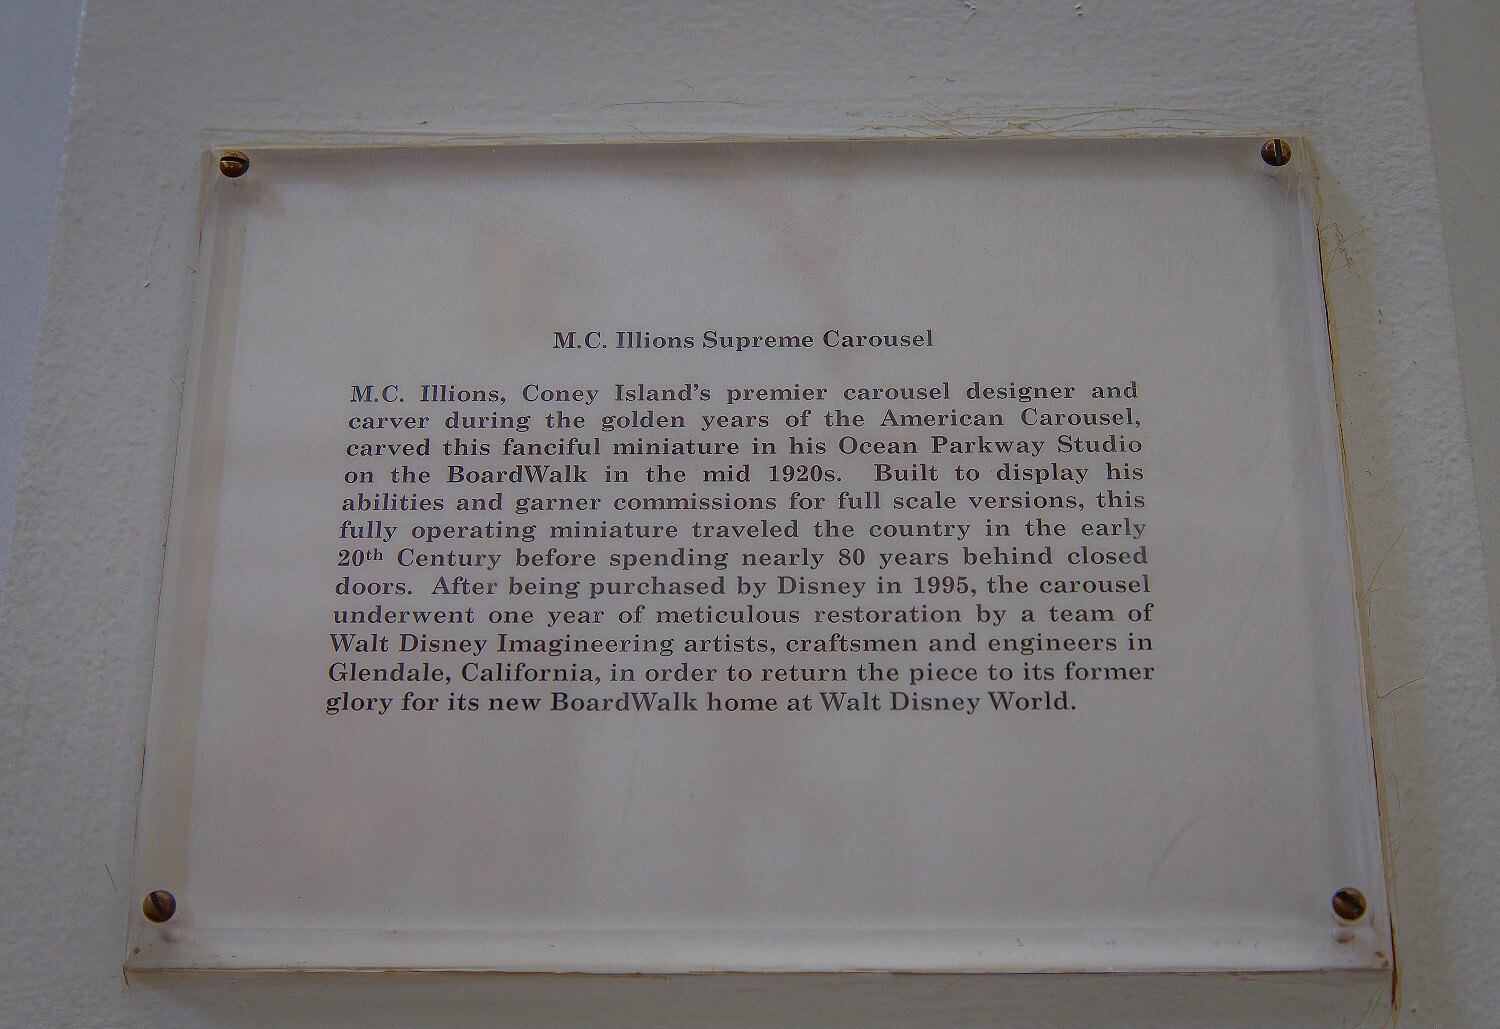 M.C. Illions Supreme Carousel
M.C. Illions, Coney Island's premier carousel designer and
carver during the golden years of the American Carousel,
carved this fanciful miniature in his Ocean Parkway Studio
on the BoardWalk in the mid 1920s. Built to display his
abilities and garner commissions for full scale versions, this
fully operating miniature traveled the country in the early
20th Century before spending nearly 80 years behind closed
doors. After being purchased by Disney in 1995, the carousel
underwent one year of meticulous restoration by a team of
Walt Disney Imagineering artists, craftsmen and engineers in
Glendale, California, in order to return the piece to its former
glory for its new BoardWalk home at Walt Disney World.